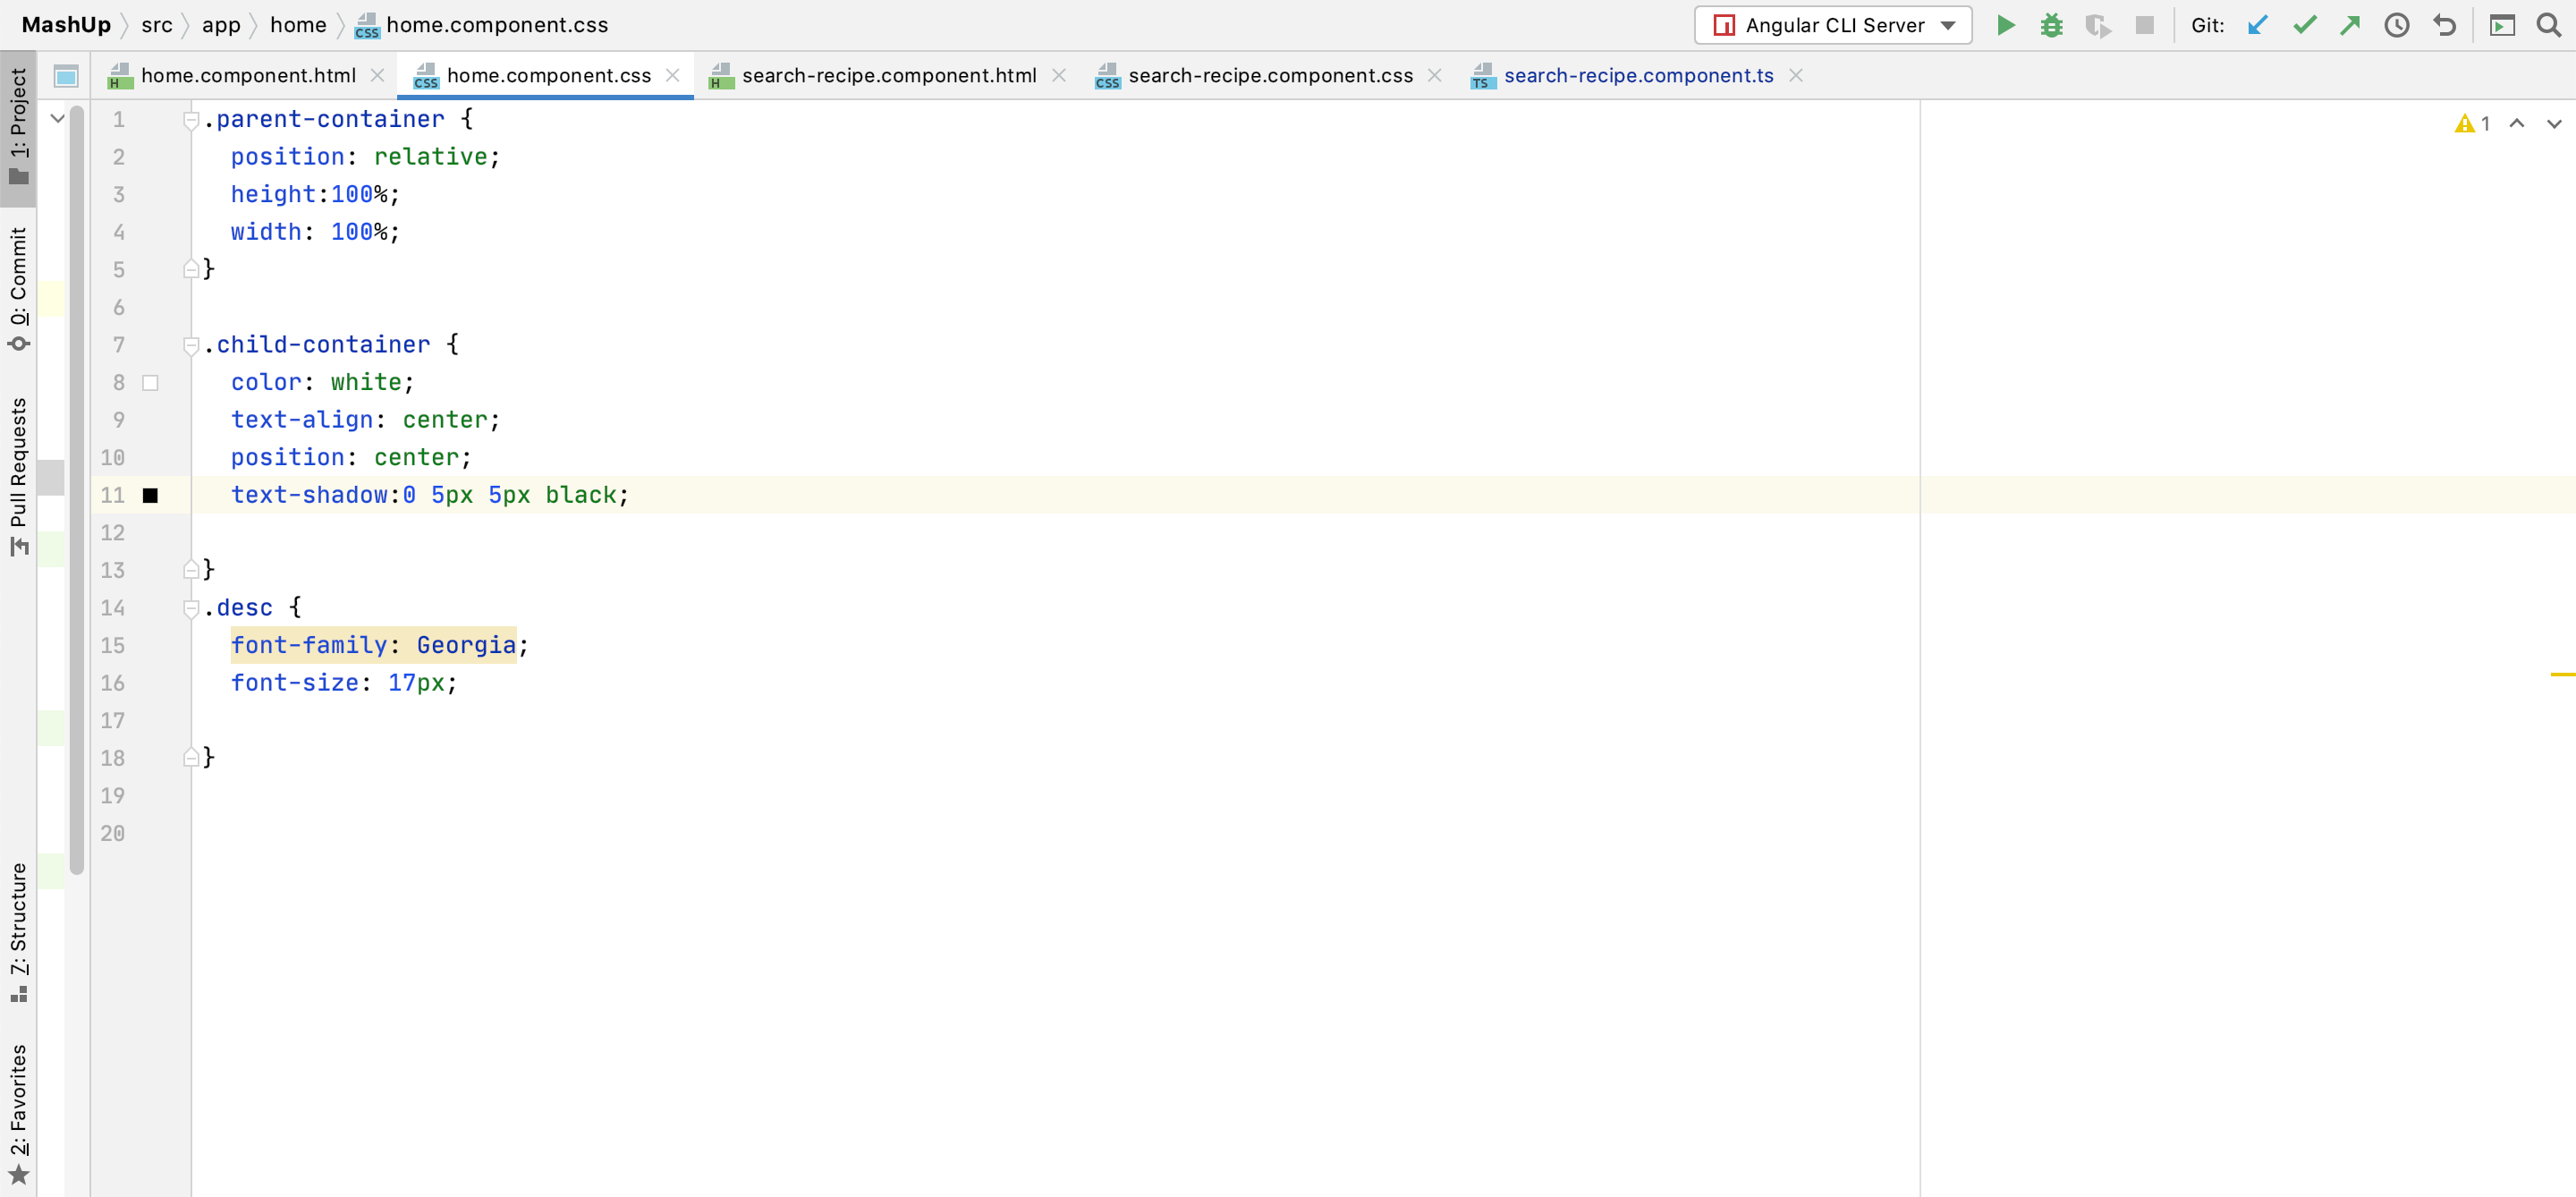 MashUp src app home home.component.css Angular CLI Server Git:
home.component.html home.component.css search-recipe.component.html search-recipe.component.css search-recipe.component.ts
1: Project
0: Commit
Pull Requests
7: Structure
2: Favorites
1 .parent-container {
2 position: relative;
3 height:100%;
4 width: 100%;
5 }
6
7 .child-container {
8 color: white;
9 text-align: center;
10 position: center;
11 text-shadow:0 5px 5px black;
12
13 }
14 .desc {
15 font-family: Georgia;
16 font-size: 17px;
17
18 }
19
20
1